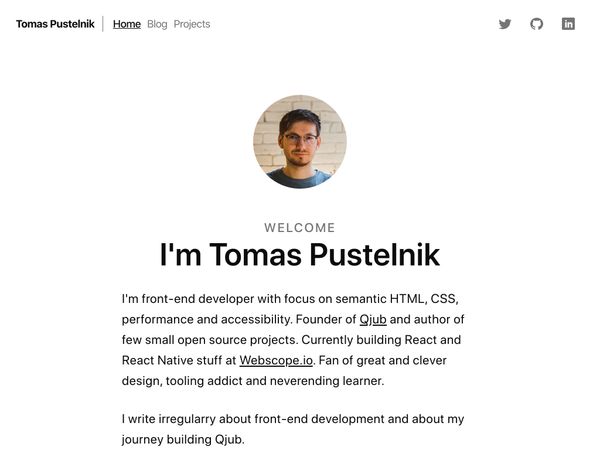 Tomas Pustelnik Home Blog Projects
WELCOME
I'm Tomas Pustelnik
I'm front-end developer with focus on semantic HTML, CSS,
performance and accessibility. Founder of Qjub and author of
few small open source projects. Currently building React and
React Native stuff at Webscope.io. Fan of great and clever
design, tooling addict and neverending learner.
I write irregularry about front-end development and about my
journey building Qjub.